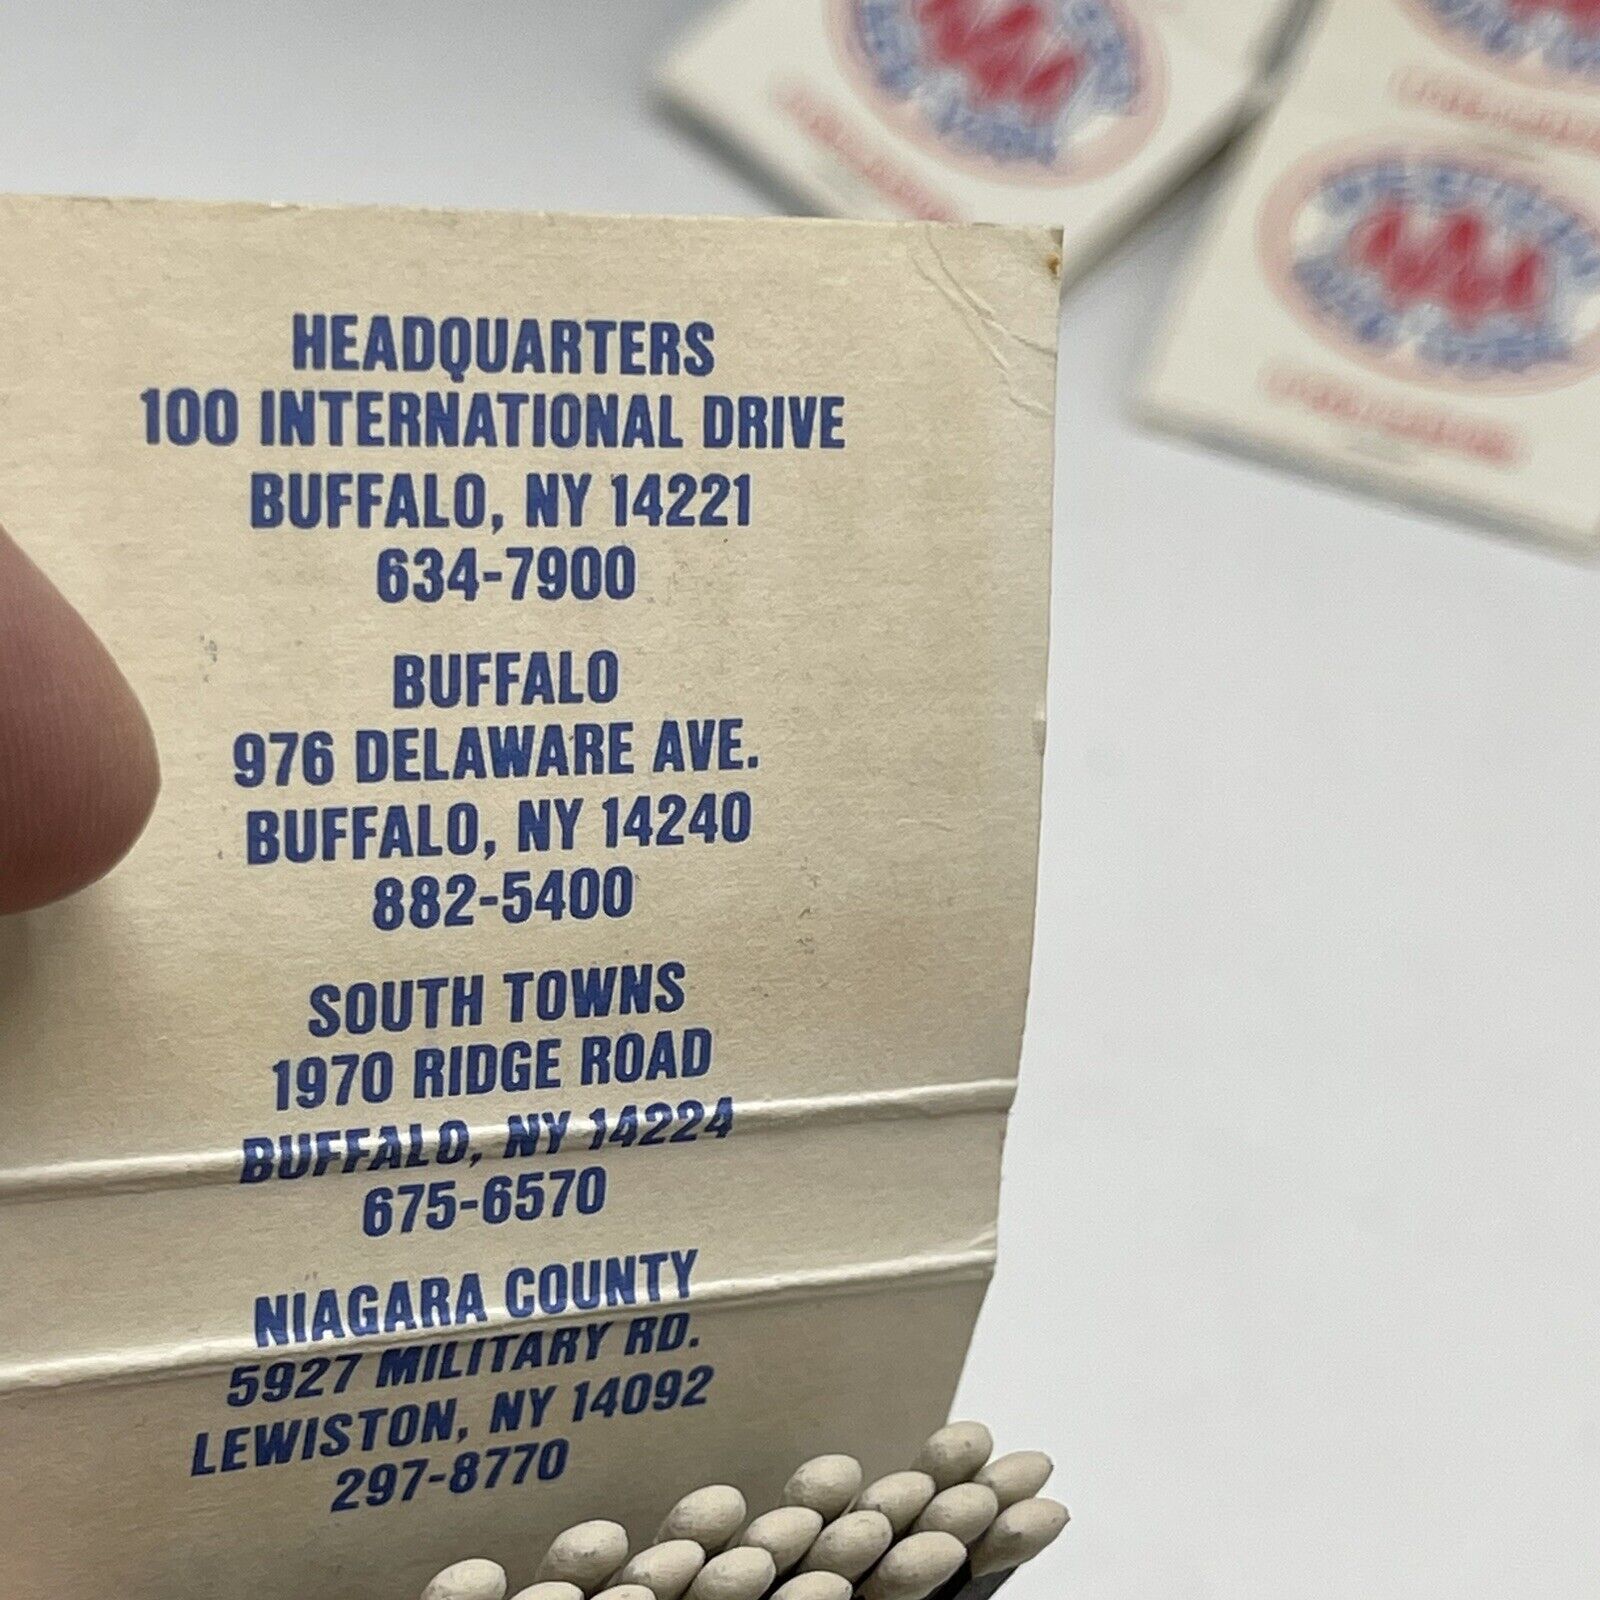 HEADQUARTERS
100 INTERNATIONAL DRIVE
BUFFALO, NY 14221
634-7900
BUFFALO
976 DELAWARE AVE.
BUFFALO, NY 14240
882-5400
SOUTH TOWNS
1970 RIDGE ROAD
BUFFALO, NY 14224
675-6570
NIAGARA COUNTY
5927 MILITARY RD.
LEWISTON, NY 14092
297-8770